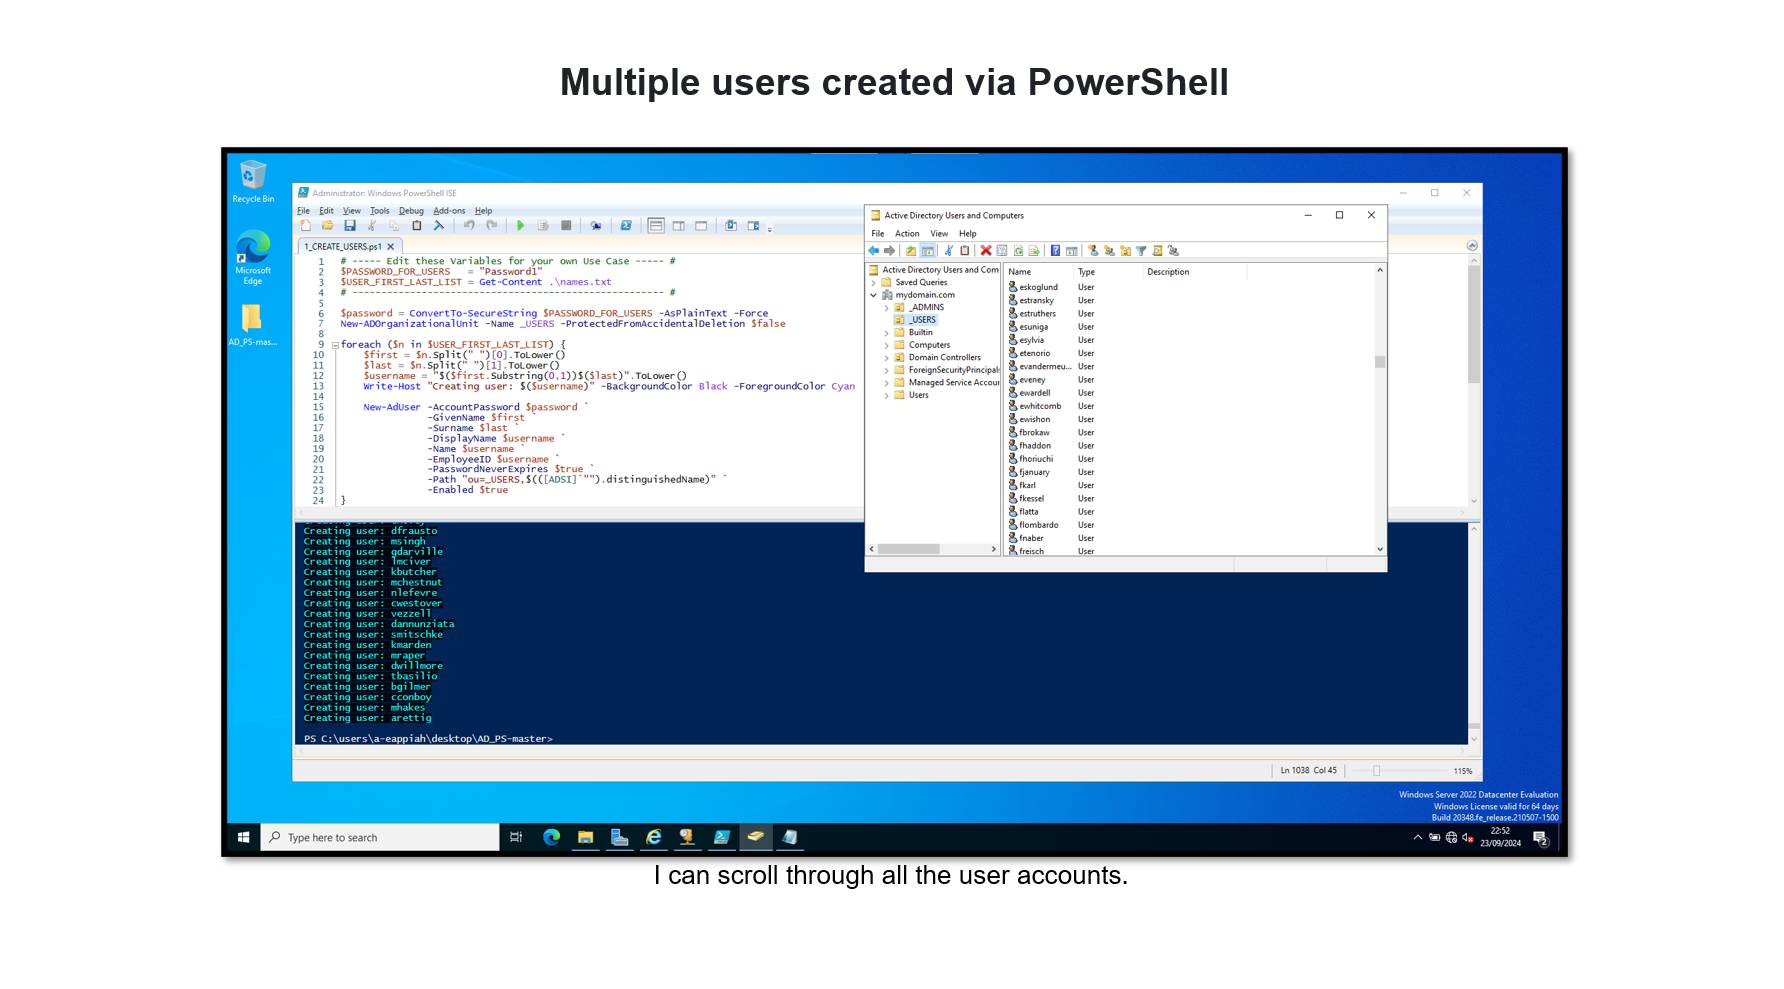 Multiple users created via PowerShell
Recycle Bin
Microsoft
Edge
AD_PS-mas...
Administrator: Windows PowerShell ISE
File Edit View Tools Debug Add-ons Help
1_CREATE_USERS.ps1
1 # ----- Edit these Variables for your own Use Case ----- #
2 $PASSWORD_FOR_USERS   = "Password1"
3 $USER_FIRST_LAST_LIST = Get-Content .\names.txt
4 # ------------------------------------------------------ #
5
6 $password = ConvertTo-SecureString $PASSWORD_FOR_USERS -AsPlainText -Force
7 New-ADOrganizationalUnit -Name _USERS -ProtectedFromAccidentalDeletion $false
8
9 foreach ($n in $USER_FIRST_LAST_LIST) {
10     $first = $n.Split(" ")[0].ToLower()
11     $last = $n.Split(" ")[1].ToLower()
12     $username = "$($first.Substring(0,1))$($last)".ToLower()
13     Write-Host "Creating user: $($username)" -BackgroundColor Black -ForegroundColor Cyan
14
15     New-AdUser -AccountPassword $password `
16                -GivenName $first `
17                -Surname $last `
18                -DisplayName $username `
19                -Name $username `
20                -EmployeeID $username `
21                -PasswordNeverExpires $true `
22                -Path "ou=_USERS,$(([ADSI]`"").distinguishedName)" `
23                -Enabled $true
24 }
Creating user: dfrausto
Creating user: msingh
Creating user: gdarville
Creating user: lmciver
Creating user: kbutcher
Creating user: mchestnut
Creating user: nlefevre
Creating user: cwestover
Creating user: vezzell
Creating user: dannunziata
Creating user: smitschke
Creating user: kmarden
Creating user: mraper
Creating user: dwillmore
Creating user: tbasilio
Creating user: bgilmer
Creating user: cconboy
Creating user: mhakes
Creating user: arettig
PS C:\users\a-eappiah\desktop\AD_PS-master>
Ln 1038 Col 45
115%
Active Directory Users and Computers
File Action View Help
Active Directory Users and Com
Saved Queries
mydomain.com
_ADMINS
_USERS
Builtin
Computers
Domain Controllers
ForeignSecurityPrincipals
Managed Service Accour
Users
Name Type Description
eskoglund User
estransky User
estruthers User
esuniga User
esylvia User
etenorio User
evandermeu... User
eveney User
ewardell User
ewhitcomb User
ewishon User
fbrokaw User
fhaddon User
fhoriuchi User
fjanuary User
fkarl User
fkessel User
flatta User
flombardo User
fnaber User
freisch User
Windows Server 2022 Datacenter Evaluation
Windows License valid for 64 days
Build 20348.fe_release.210507-1500
Type here to search
22:52
23/09/2024
2
I can scroll through all the user accounts.